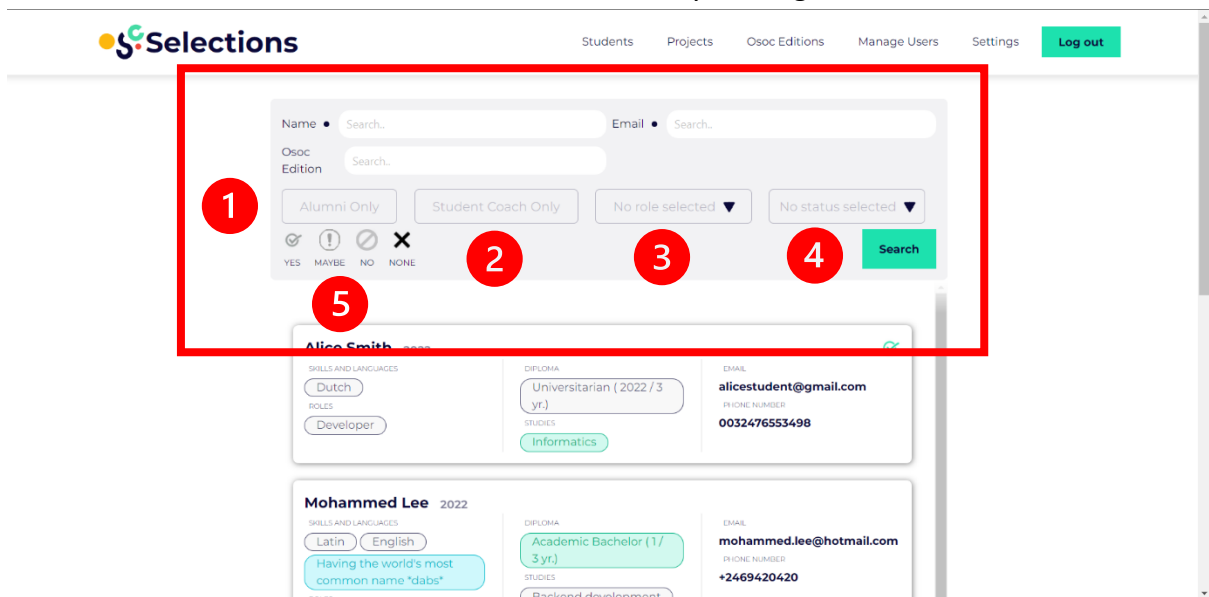 Selections Students Projects Osoc Editions Manage Users Settings Log out
Name • Search.. Email • Search..
Osoc
Edition Search..
1 Alumni Only Student Coach Only No role selected ▼ No status selected ▼
YES MAYBE NO NONE 2 3 4 Search
5
Alice Smith 2022
SKILLS AND LANGUAGES DIPLOMA EMAIL
Dutch Universitarian ( 2022 / 3 alicestudent@gmail.com
yr.)
ROLES PHONE NUMBER
Developer STUDIES 0032476553498
Informatics
Mohammed Lee 2022
SKILLS AND LANGUAGES DIPLOMA EMAIL
Latin English Academic Bachelor ( 1 / mohammed.lee@hotmail.com
3 yr.)
Having the world's most PHONE NUMBER
common name *dabs* STUDIES +2469420420
Backend development